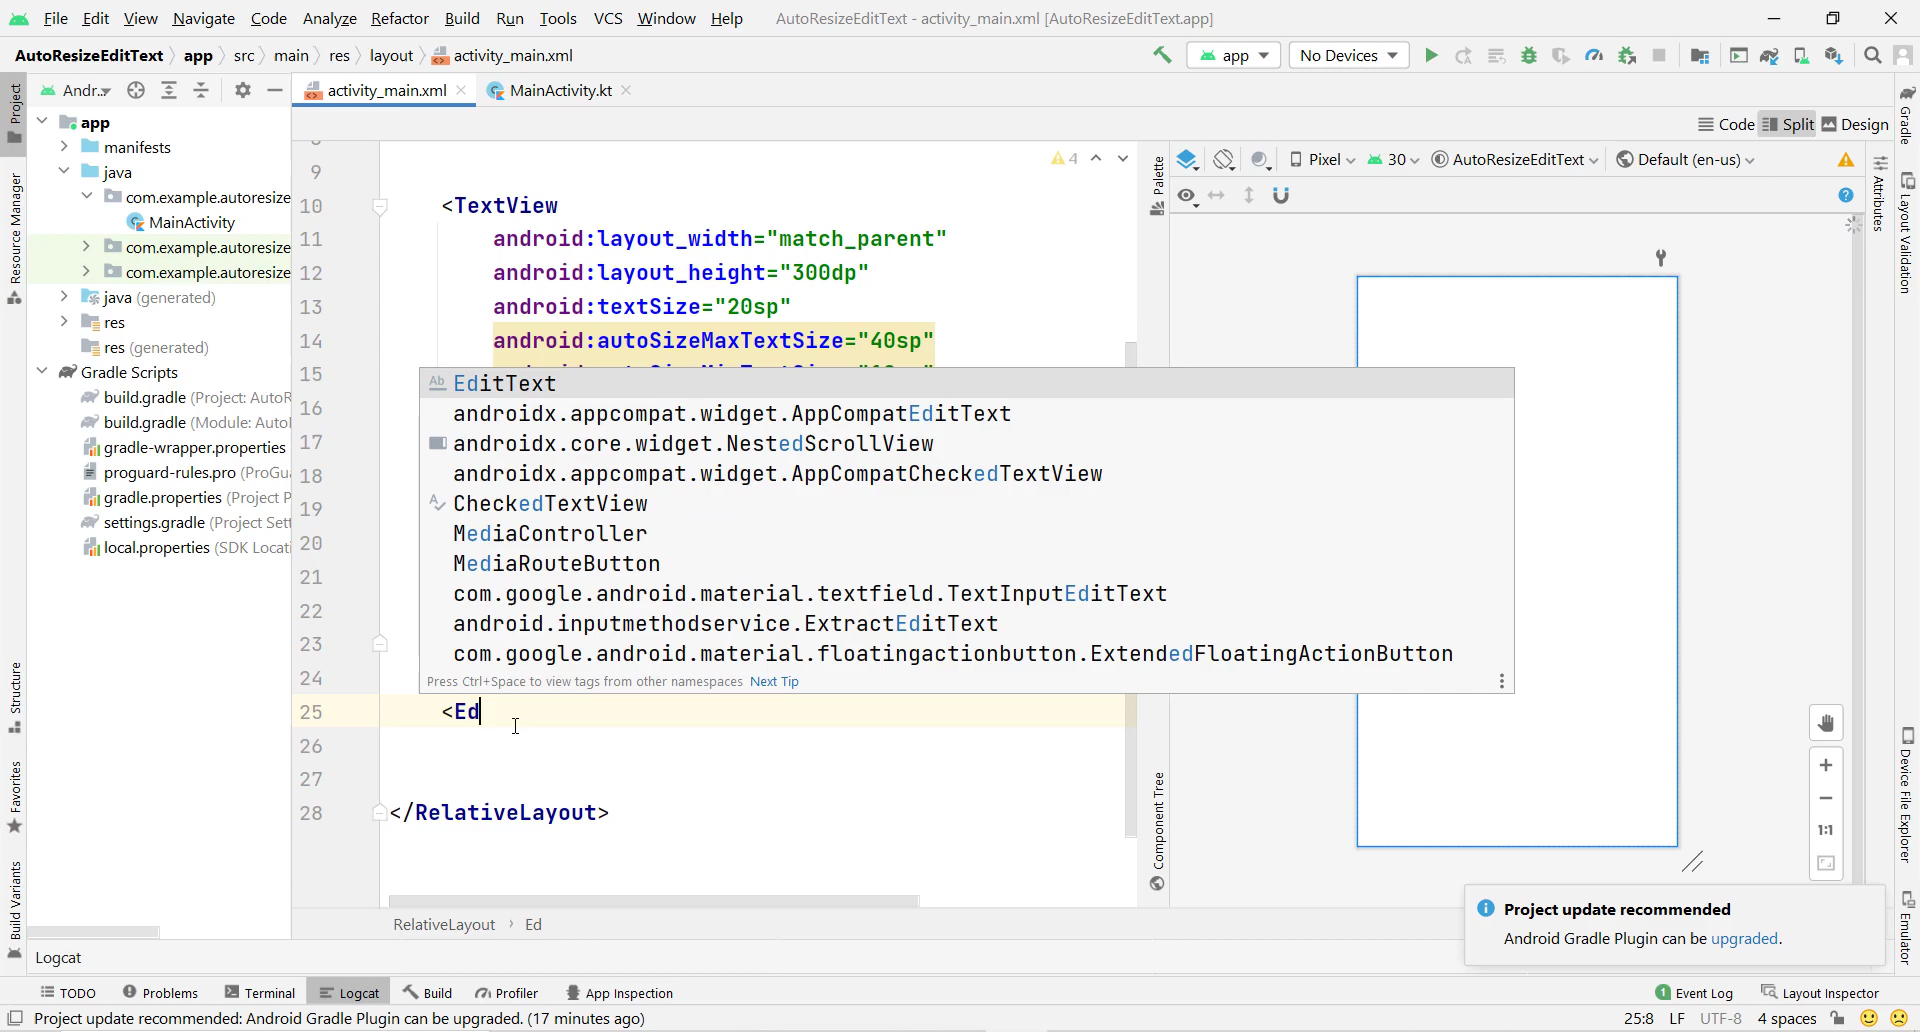 File Edit View Navigate Code Analyze Refactor Build Run Tools VCS Window Help AutoResizeEditText - activity_main.xml [AutoResizeEditText.app]
AutoResizeEditText app src main res layout activity_main.xml
app
No Devices
Andr...
activity_main.xml
MainActivity.kt
Code
Split
Design
app
manifests
java
com.example.autoresize
MainActivity
com.example.autoresize
com.example.autoresize
java (generated)
res
res (generated)
Gradle Scripts
build.gradle (Project: AutoR
build.gradle (Module: Auto
gradle-wrapper.properties
proguard-rules.pro (ProGua
gradle.properties (Project P
settings.gradle (Project Sett
local.properties (SDK Locati
Project
Resource Manager
Structure
Favorites
Build Variants
4
9
10 <TextView
11 android:layout_width="match_parent"
12 android:layout_height="300dp"
13 android:textSize="20sp"
14 android:autoSizeMaxTextSize="40sp"
15
16
17
18
19
20
21
22
23
24
25 <Ed
26
27
28 </RelativeLayout>
EditText
androidx.appcompat.widget.AppCompatEditText
androidx.core.widget.NestedScrollView
androidx.appcompat.widget.AppCompatCheckedTextView
CheckedTextView
MediaController
MediaRouteButton
com.google.android.material.textfield.TextInputEditText
android.inputmethodservice.ExtractEditText
com.google.android.material.floatingactionbutton.ExtendedFloatingActionButton
Press Ctrl+Space to view tags from other namespaces Next Tip
RelativeLayout Ed
Palette
Component Tree
Pixel
30
AutoResizeEditText
Default (en-us)
Attributes
Gradle
Layout Validation
Device File Explorer
Emulator
1:1
Project update recommended
Android Gradle Plugin can be upgraded.
Logcat
TODO Problems Terminal Logcat Build Profiler App Inspection
1 Event Log Layout Inspector
Project update recommended: Android Gradle Plugin can be upgraded. (17 minutes ago)
25:8 LF UTF-8 4 spaces